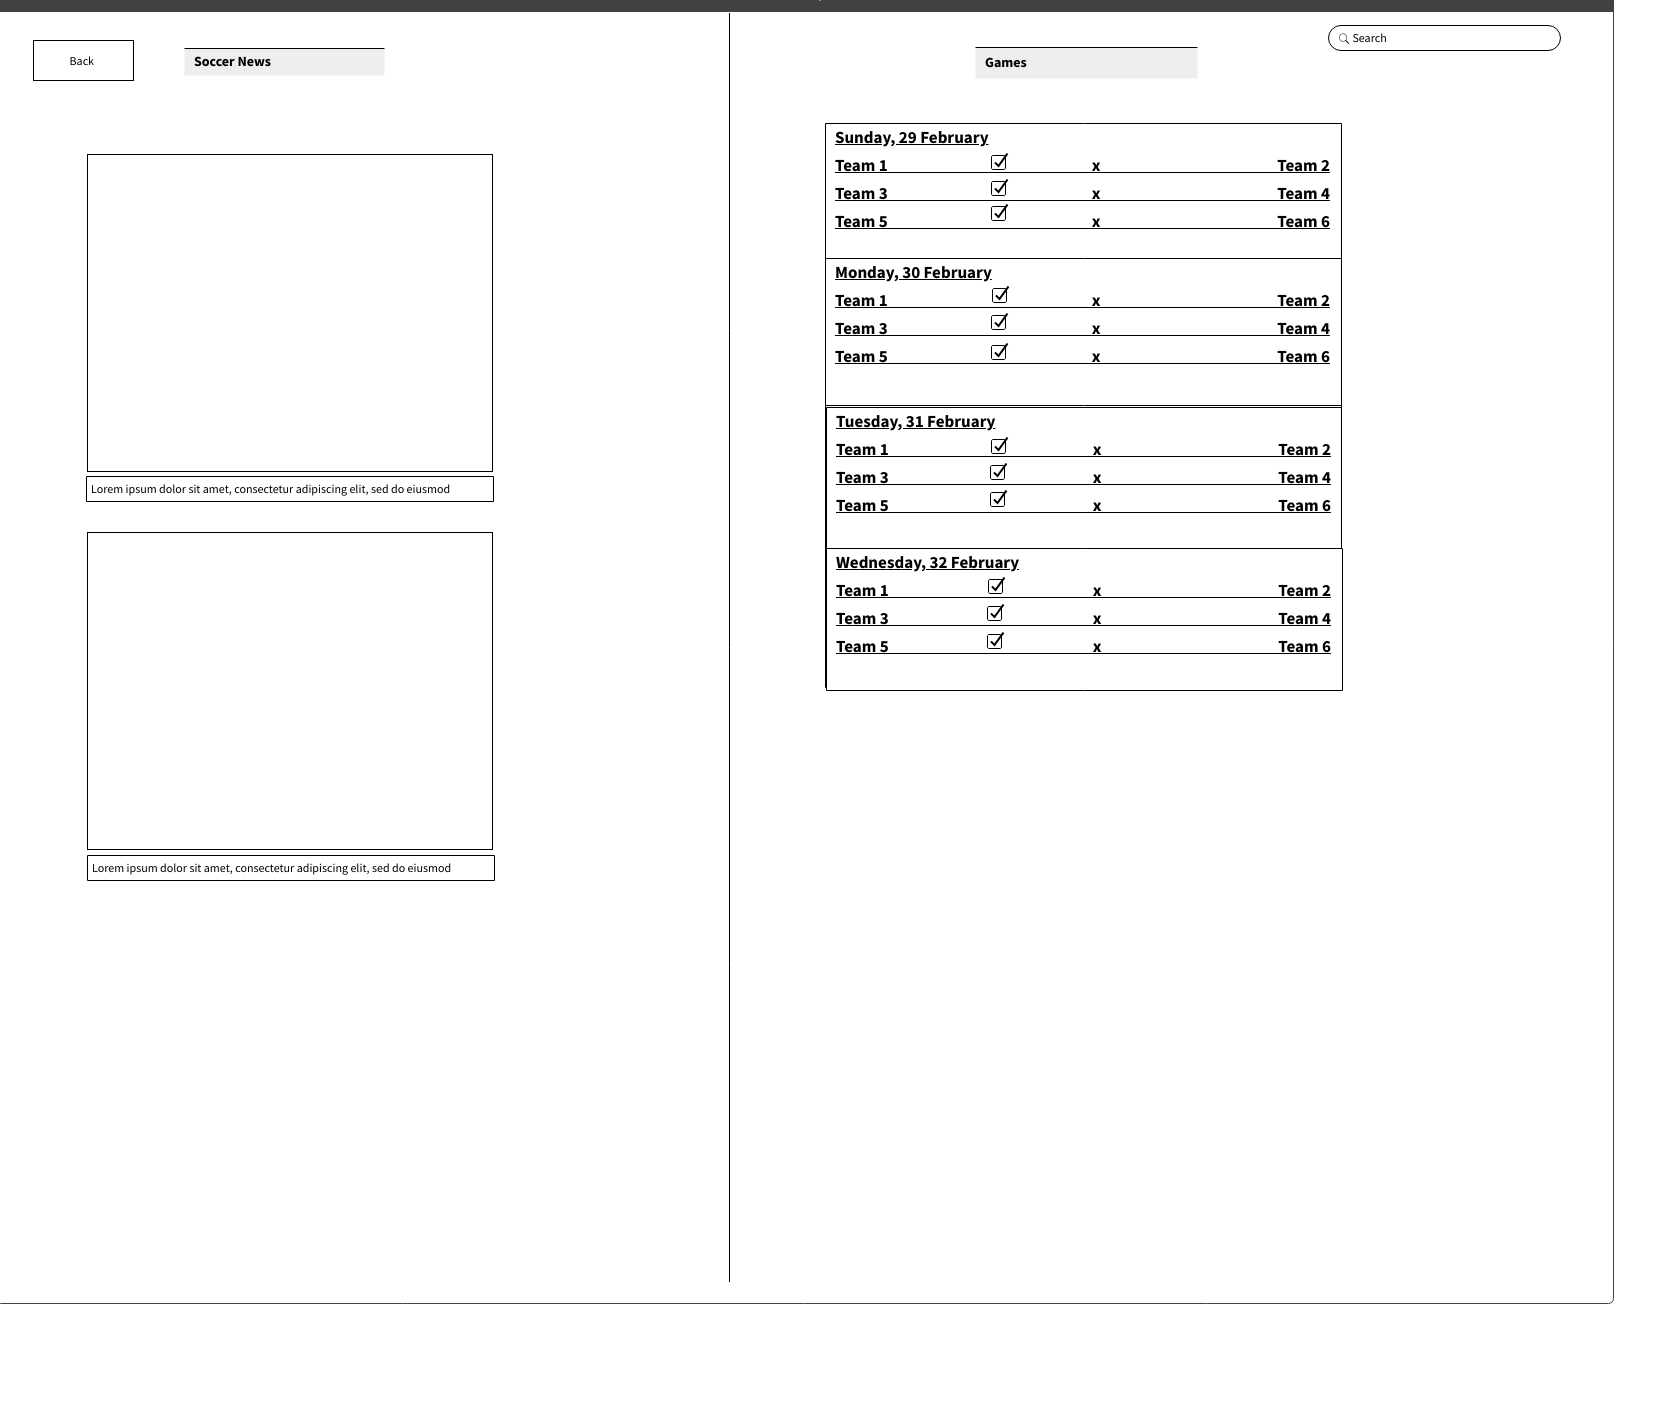 Back
Soccer News
Lorem ipsum dolor sit amet, consectetur adipiscing elit, sed do eiusmod
Lorem ipsum dolor sit amet, consectetur adipiscing elit, sed do eiusmod
Search
Games
Sunday, 29 February
Team 1 x Team 2
Team 3 x Team 4
Team 5 x Team 6
Monday, 30 February
Team 1 x Team 2
Team 3 x Team 4
Team 5 x Team 6
Tuesday, 31 February
Team 1 x Team 2
Team 3 x Team 4
Team 5 x Team 6
Wednesday, 32 February
Team 1 x Team 2
Team 3 x Team 4
Team 5 x Team 6